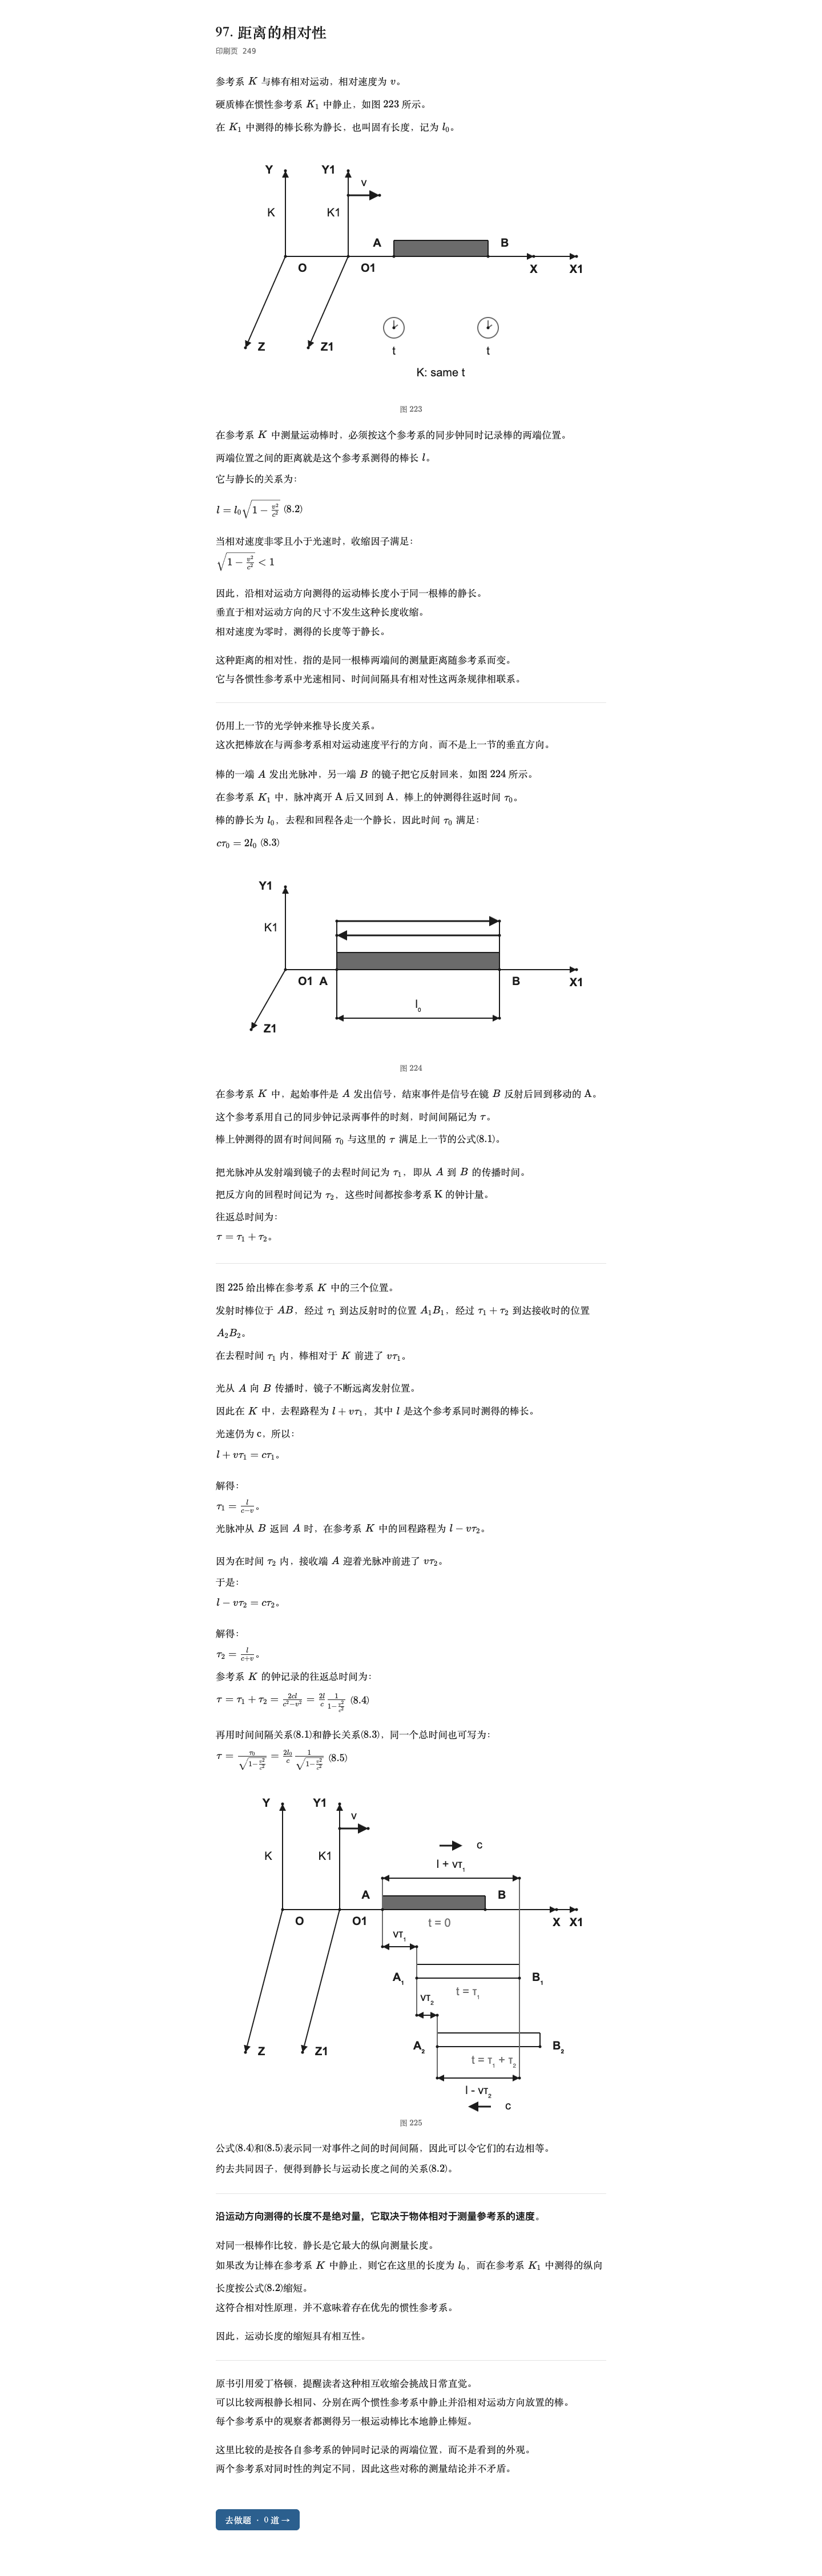 97. 距离的相对性
印刷页 249
参考系 K 与棒有相对运动，相对速度为 v。
硬质棒在惯性参考系 K₁ 中静止，如图 223 所示。
在 K₁ 中测得的棒长称为静长，也叫固有长度，记为 l₀。
Y Y1
v
K K1
A B
O O1 X X1
Z Z1
t t
K: same t
图 223
在参考系 K 中测量运动棒时，必须按这个参考系的同步钟同时记录棒的两端位置。
两端位置之间的距离就是这个参考系测得的棒长 l。
它与静长的关系为：
l = l₀√(1 − v²/c²) (8.2)
当相对速度非零且小于光速时，收缩因子满足：
√(1 − v²/c²) < 1
因此，沿相对运动方向测得的运动棒长度小于同一根棒的静长。
垂直于相对运动方向的尺寸不发生这种长度收缩。
相对速度为零时，测得的长度等于静长。
这种距离的相对性，指的是同一根棒两端间的测量距离随参考系而变。
它与各惯性参考系中光速相同、时间间隔具有相对性这两条规律相联系。
仍用上一节的光学钟来推导长度关系。
这次把棒放在与两参考系相对运动速度平行的方向，而不是上一节的垂直方向。
棒的一端 A 发出光脉冲，另一端 B 的镜子把它反射回来，如图 224 所示。
在参考系 K₁ 中，脉冲离开 A 后又回到 A，棒上的钟测得往返时间 τ₀。
棒的静长为 l₀，去程和回程各走一个静长，因此时间 τ₀ 满足：
cτ₀ = 2l₀ (8.3)
Y1
K1
O1 A B X1
l₀
Z1
图 224
在参考系 K 中，起始事件是 A 发出信号，结束事件是信号在镜 B 反射后回到移动的 A。
这个参考系用自己的同步钟记录两事件的时刻，时间间隔记为 τ。
棒上钟测得的固有时间间隔 τ₀ 与这里的 τ 满足上一节的公式(8.1)。
把光脉冲从发射端到镜子的去程时间记为 τ₁，即从 A 到 B 的传播时间。
把反方向的回程时间记为 τ₂，这些时间都按参考系 K 的钟计量。
往返总时间为：
τ = τ₁ + τ₂。
图 225 给出棒在参考系 K 中的三个位置。
发射时棒位于 AB，经过 τ₁ 到达反射时的位置 A₁B₁，经过 τ₁ + τ₂ 到达接收时的位置
A₂B₂。
在去程时间 τ₁ 内，棒相对于 K 前进了 vτ₁。
光从 A 向 B 传播时，镜子不断远离发射位置。
因此在 K 中，去程路程为 l + vτ₁，其中 l 是这个参考系同时测得的棒长。
光速仍为 c，所以：
l + vτ₁ = cτ₁。
解得：
τ₁ = l/(c−v)。
光脉冲从 B 返回 A 时，在参考系 K 中的回程路程为 l − vτ₂。
因为在时间 τ₂ 内，接收端 A 迎着光脉冲前进了 vτ₂。
于是：
l − vτ₂ = cτ₂。
解得：
τ₂ = l/(c+v)。
参考系 K 的钟记录的往返总时间为：
τ = τ₁ + τ₂ = 2cl/(c²−v²) = 2l/c 1/(1−v²/c²) (8.4)
再用时间间隔关系(8.1)和静长关系(8.3)，同一个总时间也可写为：
τ = τ₀/√(1−v²/c²) = 2l₀/c 1/√(1−v²/c²) (8.5)
Y Y1
v
c
K K1
l + vτ₁
A B
O O1 t = 0 X X1
vτ₁
A₁ B₁
t = τ₁
vτ₂
A₂ B₂
Z Z1
t = τ₁ + τ₂
l - vτ₂
c
图 225
公式(8.4)和(8.5)表示同一对事件之间的时间间隔，因此可以令它们的右边相等。
约去共同因子，便得到静长与运动长度之间的关系(8.2)。
沿运动方向测得的长度不是绝对量，它取决于物体相对于测量参考系的速度。
对同一根棒作比较，静长是它最大的纵向测量长度。
如果改为让棒在参考系 K 中静止，则它在这里的长度为 l₀，而在参考系 K₁ 中测得的纵向
长度按公式(8.2)缩短。
这符合相对性原理，并不意味着存在优先的惯性参考系。
因此，运动长度的缩短具有相互性。
原书引用爱丁格顿，提醒读者这种相互收缩会挑战日常直觉。
可以比较两根静长相同、分别在两个惯性参考系中静止并沿相对运动方向放置的棒。
每个参考系中的观察者都测得另一根运动棒比本地静止棒短。
这里比较的是按各自参考系的钟同时记录的两端位置，而不是看到的外观。
两个参考系对同时性的判定不同，因此这些对称的测量结论并不矛盾。
去做题 · 0 道 →